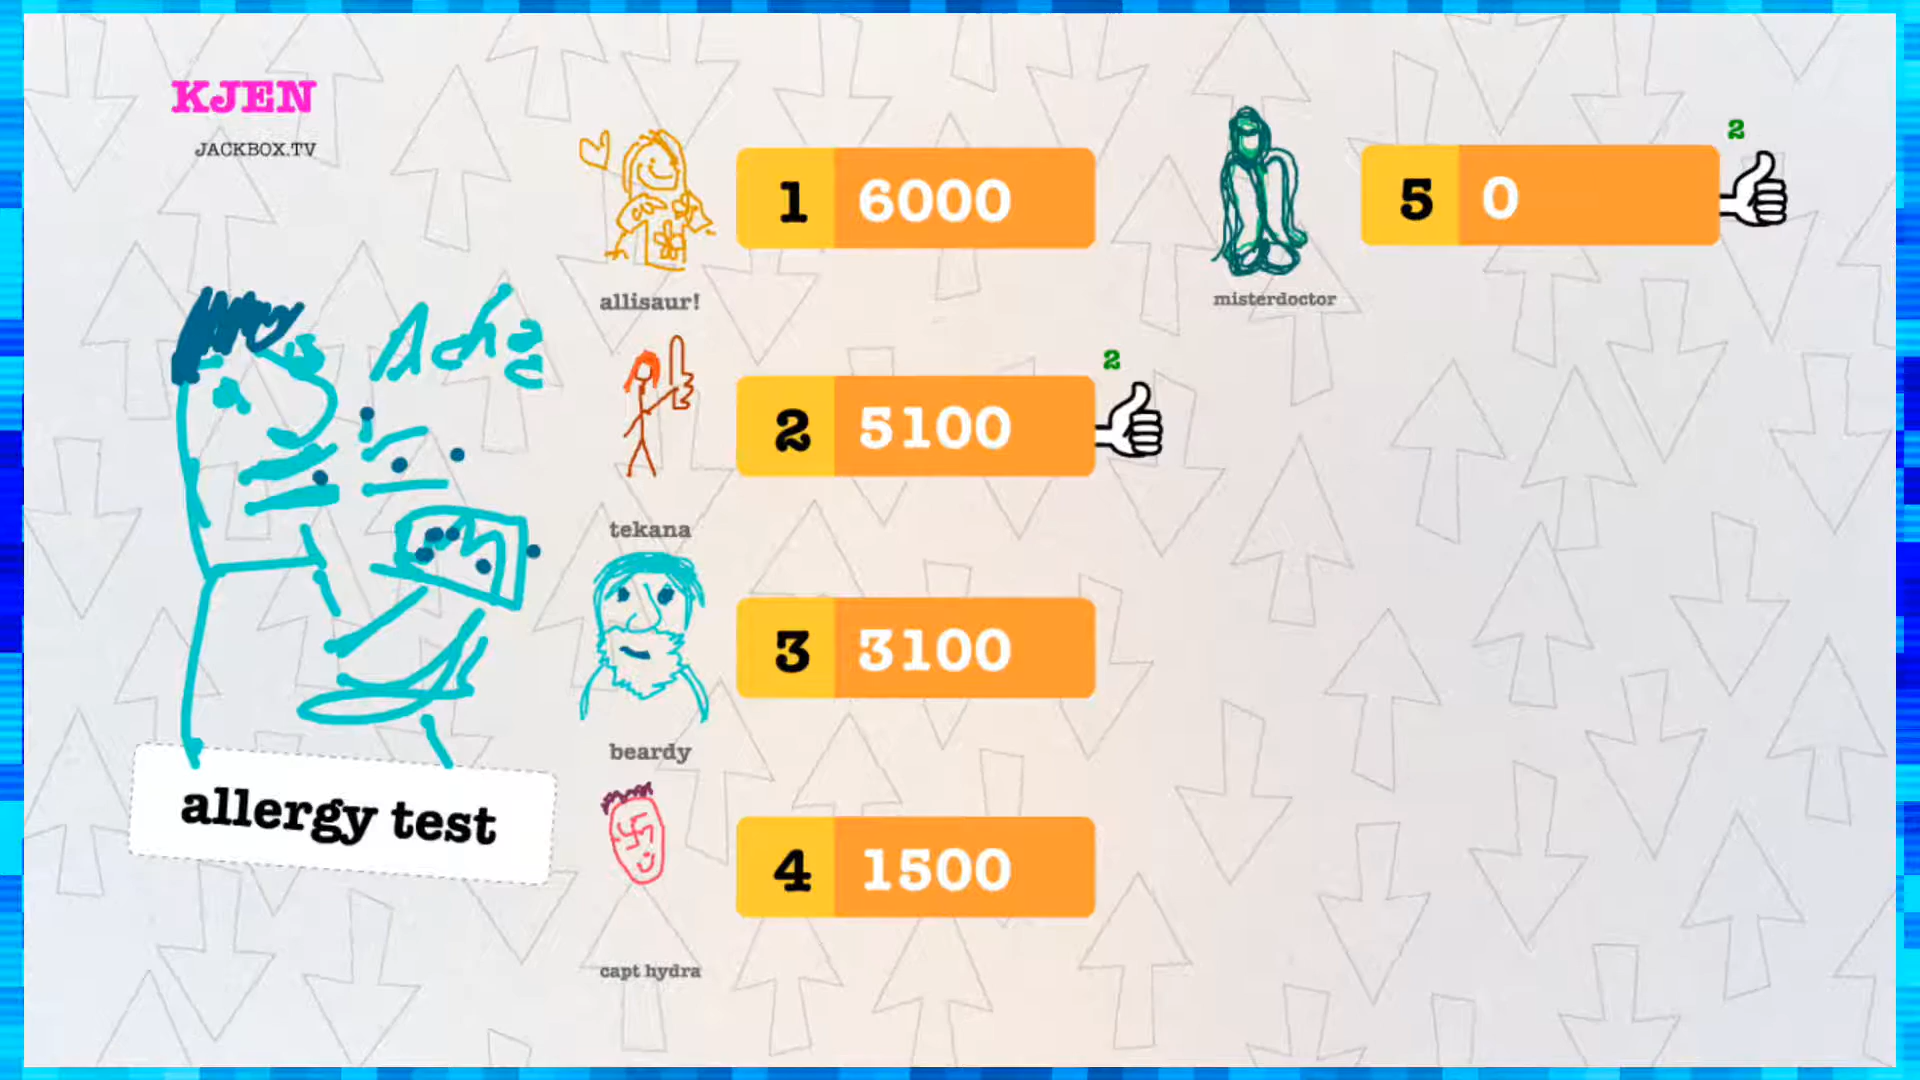 KJEN
JACKBOX.TV
allergy test
1 6000
allisaur!
2 5100
2
tekana
3 3100
beardy
4 1500
capt hydra
5 0
2
misterdoctor